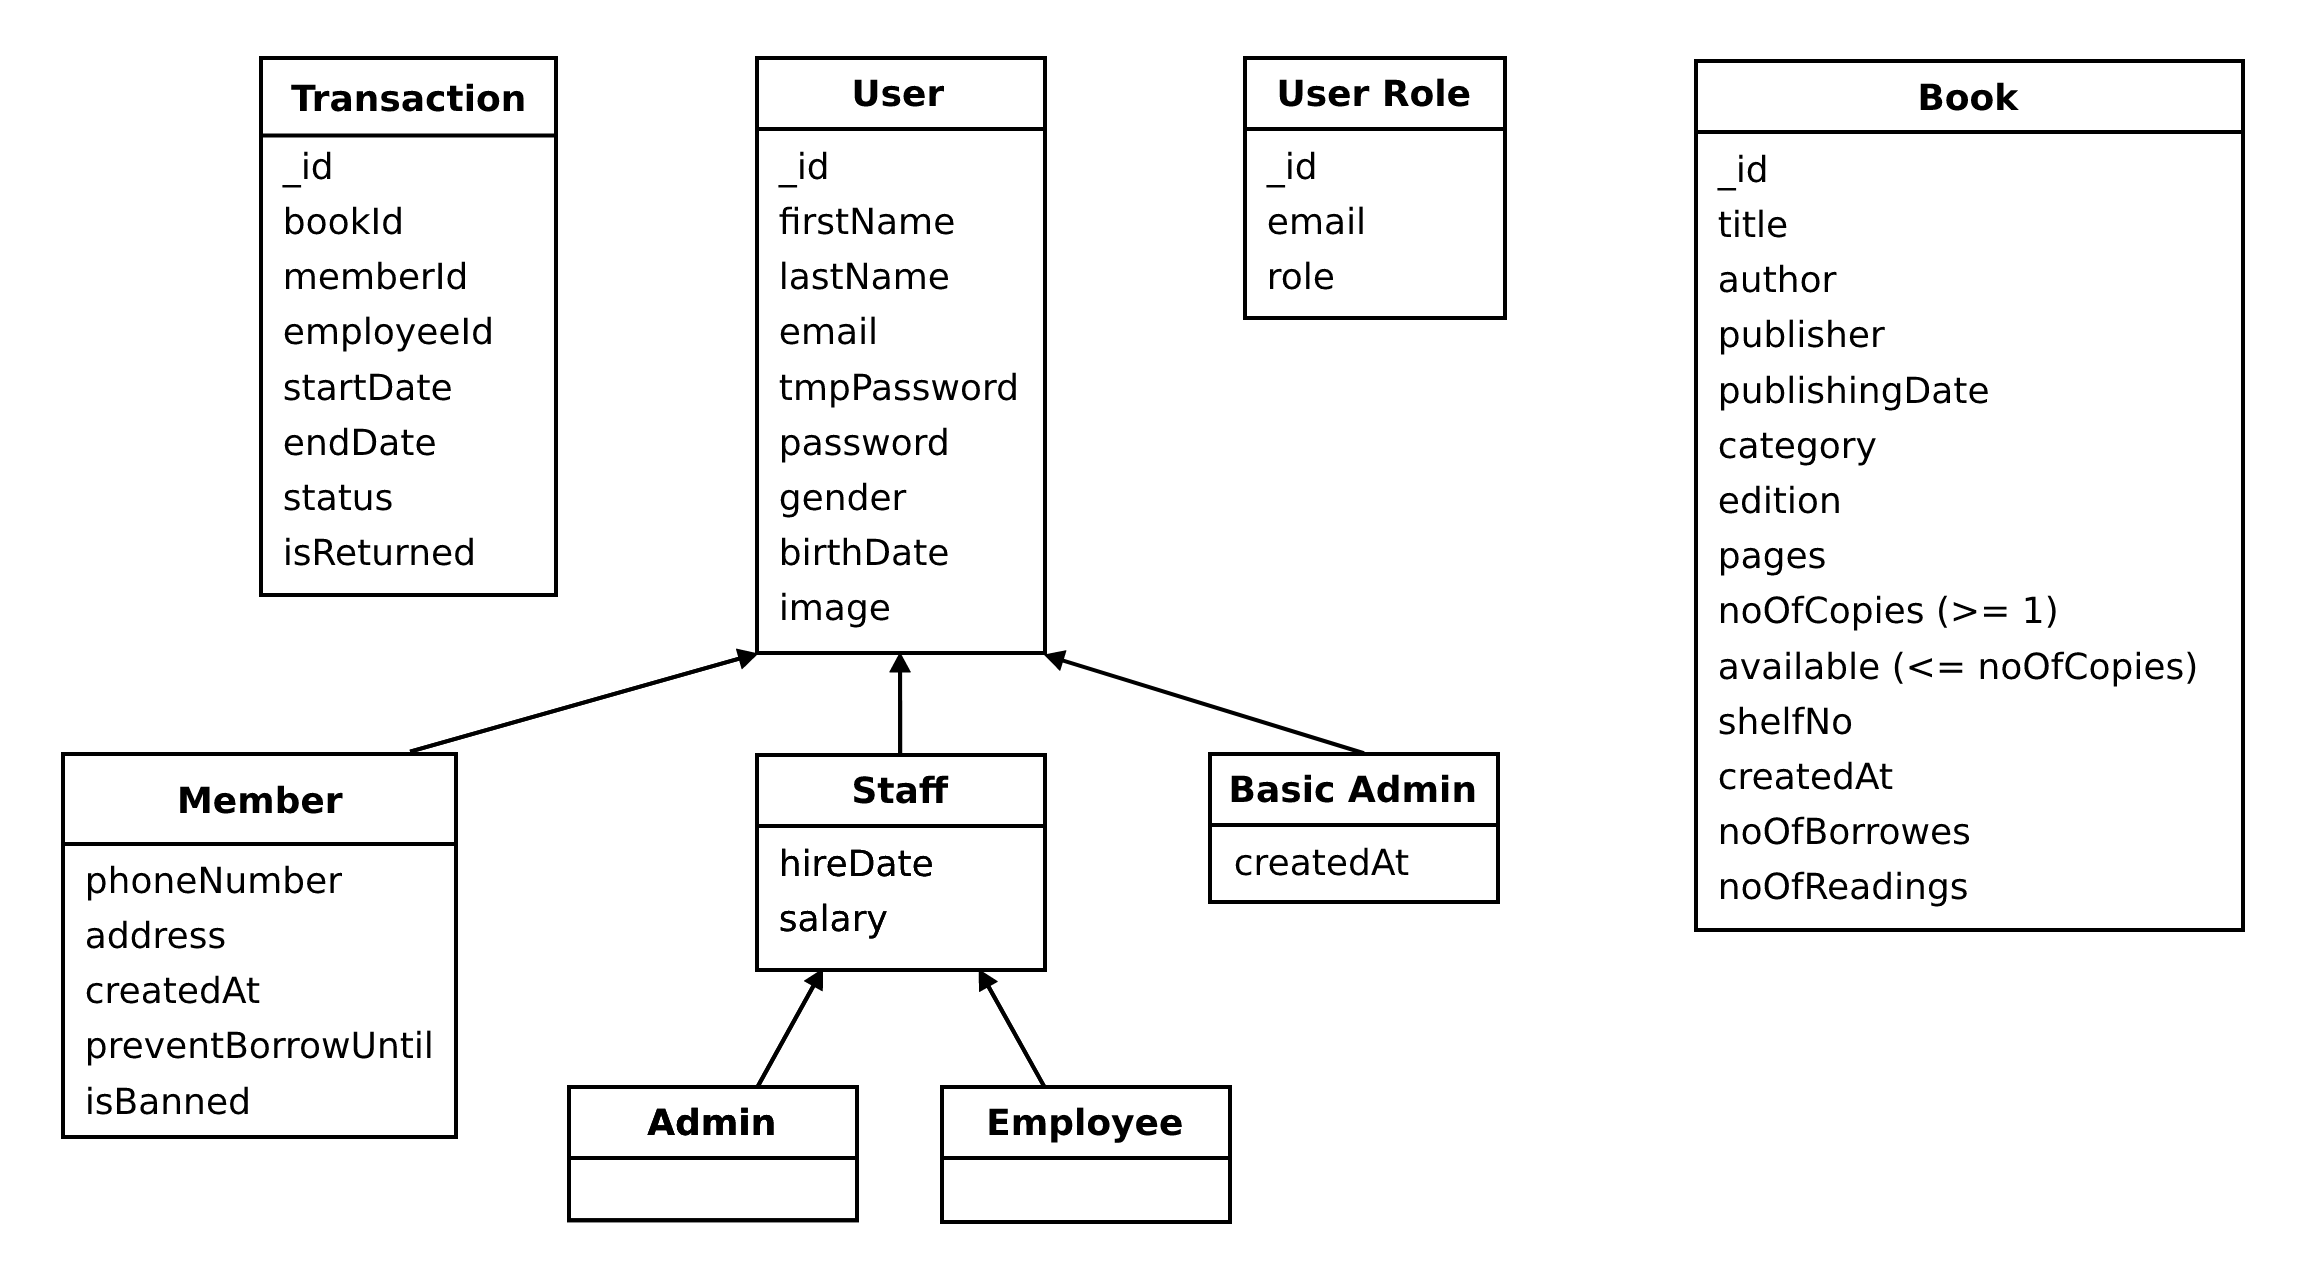 Transaction
_id
bookId
memberId
employeeId
startDate
endDate
status
isReturned
User
_id
firstName
lastName
email
tmpPassword
password
gender
birthDate
image
User Role
_id
email
role
Book
_id
title
author
publisher
publishingDate
category
edition
pages
noOfCopies (>= 1)
available (<= noOfCopies)
shelfNo
createdAt
noOfBorrowes
noOfReadings
Member
phoneNumber
address
createdAt
preventBorrowUntil
isBanned
Staff
hireDate
salary
Basic Admin
createdAt
Admin
Employee